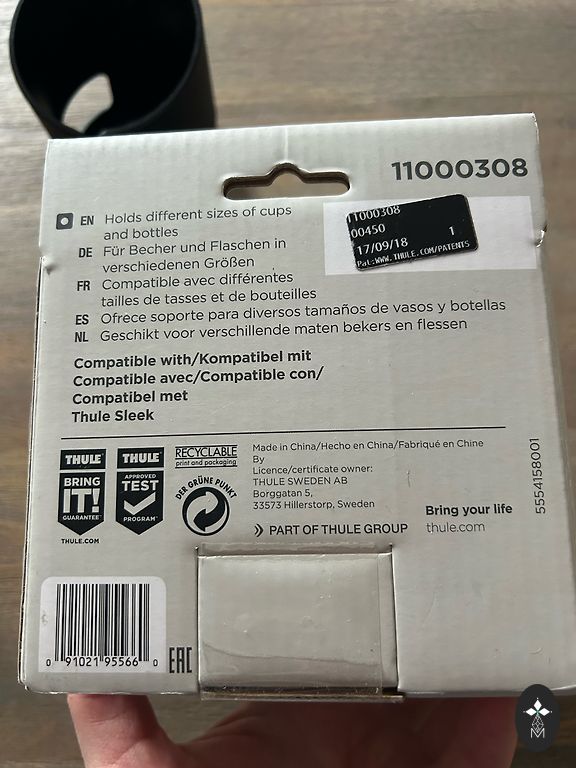 11000308
11000308
00450
17/09/18 1
Pat:WWW.THULE.COM/PATENTS
EN Holds different sizes of cups
and bottles
DE Für Becher und Flaschen in
verschiedenen Größen
FR Compatible avec différentes
tailles de tasses et de bouteilles
ES Ofrece soporte para diversos tamaños de vasos y botellas
NL Geschikt voor verschillende maten bekers en flessen
Compatible with/Kompatibel mit
Compatible avec/Compatible con/
Compatibel met
Thule Sleek
THULE
BRING
IT!
GUARANTEE
THULE.COM
THULE
APPROVED
TEST
PROGRAM
RECYCLABLE
print and packaging
DER GRÜNE PUNKT
Made in China/Hecho en China/Fabriqué en Chine
By
Licence/certificate owner:
THULE SWEDEN AB
Borggatan 5,
33573 Hillerstorp, Sweden
PART OF THULE GROUP
Bring your life
thule.com
5554158001
0 91021 95566 0
EAC
M